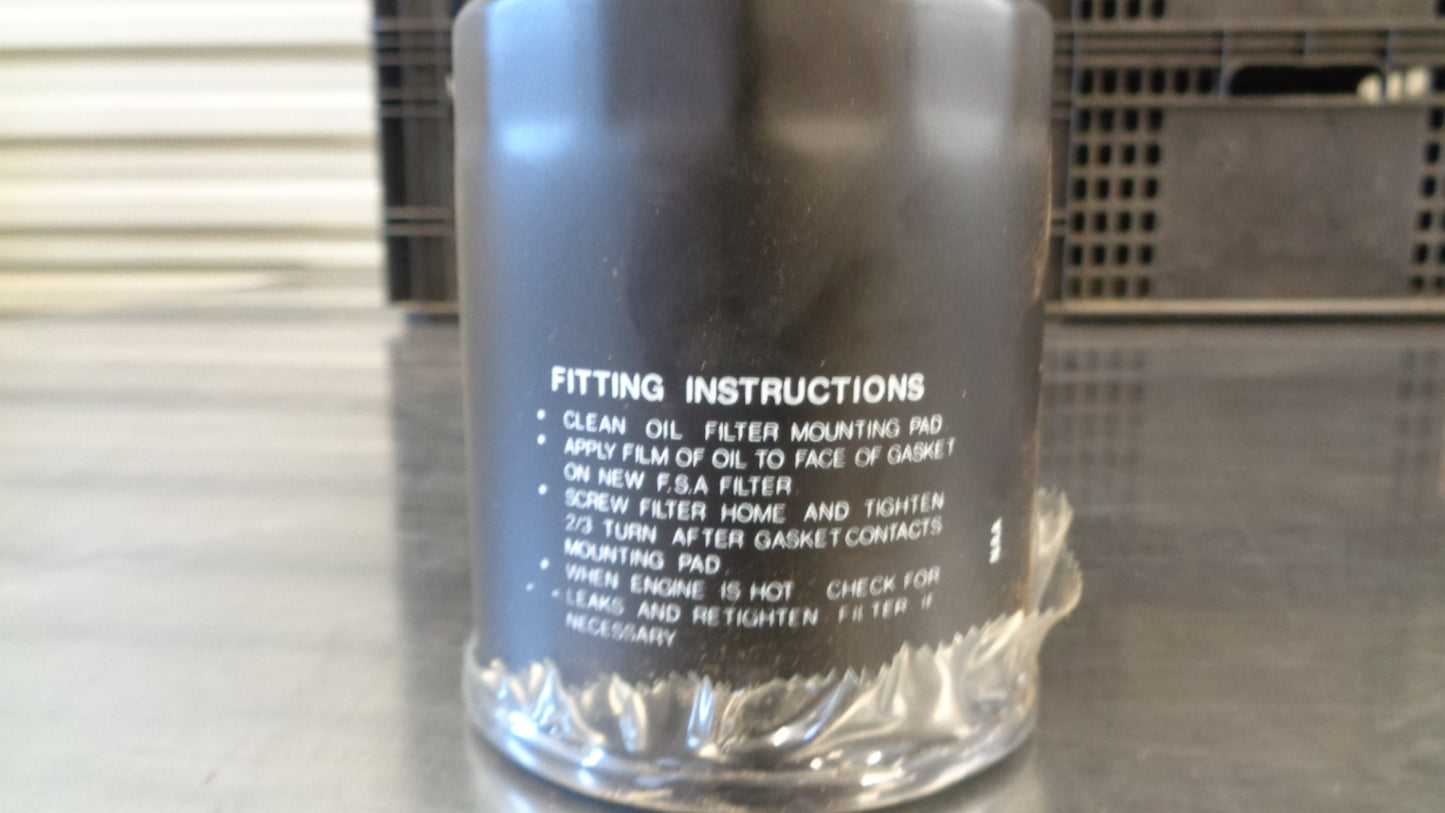 FITTING INSTRUCTIONS
• CLEAN OIL FILTER MOUNTING PAD
• APPLY FILM OF OIL TO FACE OF GASKET
ON NEW F.S.A FILTER
• SCREW FILTER HOME AND TIGHTEN
2/3 TURN AFTER GASKET CONTACTS
MOUNTING PAD.
• WHEN ENGINE IS HOT CHECK FOR
LEAKS AND RETIGHTEN FILTER IF
NECESSARY